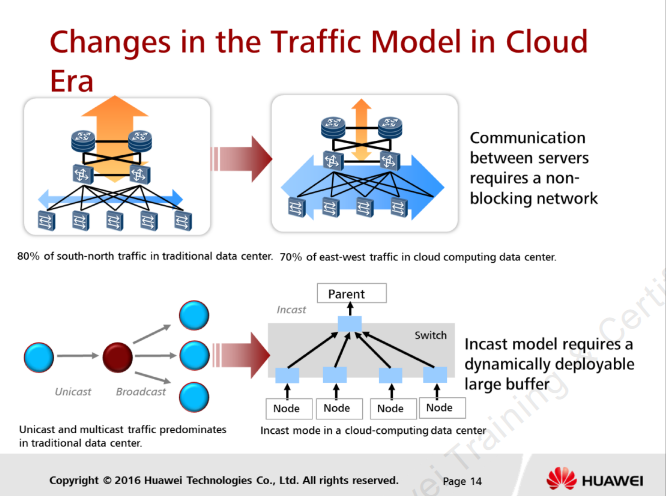 Changes in the Traffic Model in Cloud
Era
Communication
between servers
requires a non-
blocking network
80% of south-north traffic in traditional data center.
70% of east-west traffic in cloud computing data center.
Unicast
Broadcast
Unicast and multicast traffic predominates
in traditional data center.
Incast
Parent
Switch
Node
Node
Node
Node
Incast mode in a cloud-computing data center
Incast model requires a
dynamically deployable
large buffer
Training & Certi
Copyright © 2016 Huawei Technologies Co., Ltd. All rights reserved.
Page 14
HUAWEI